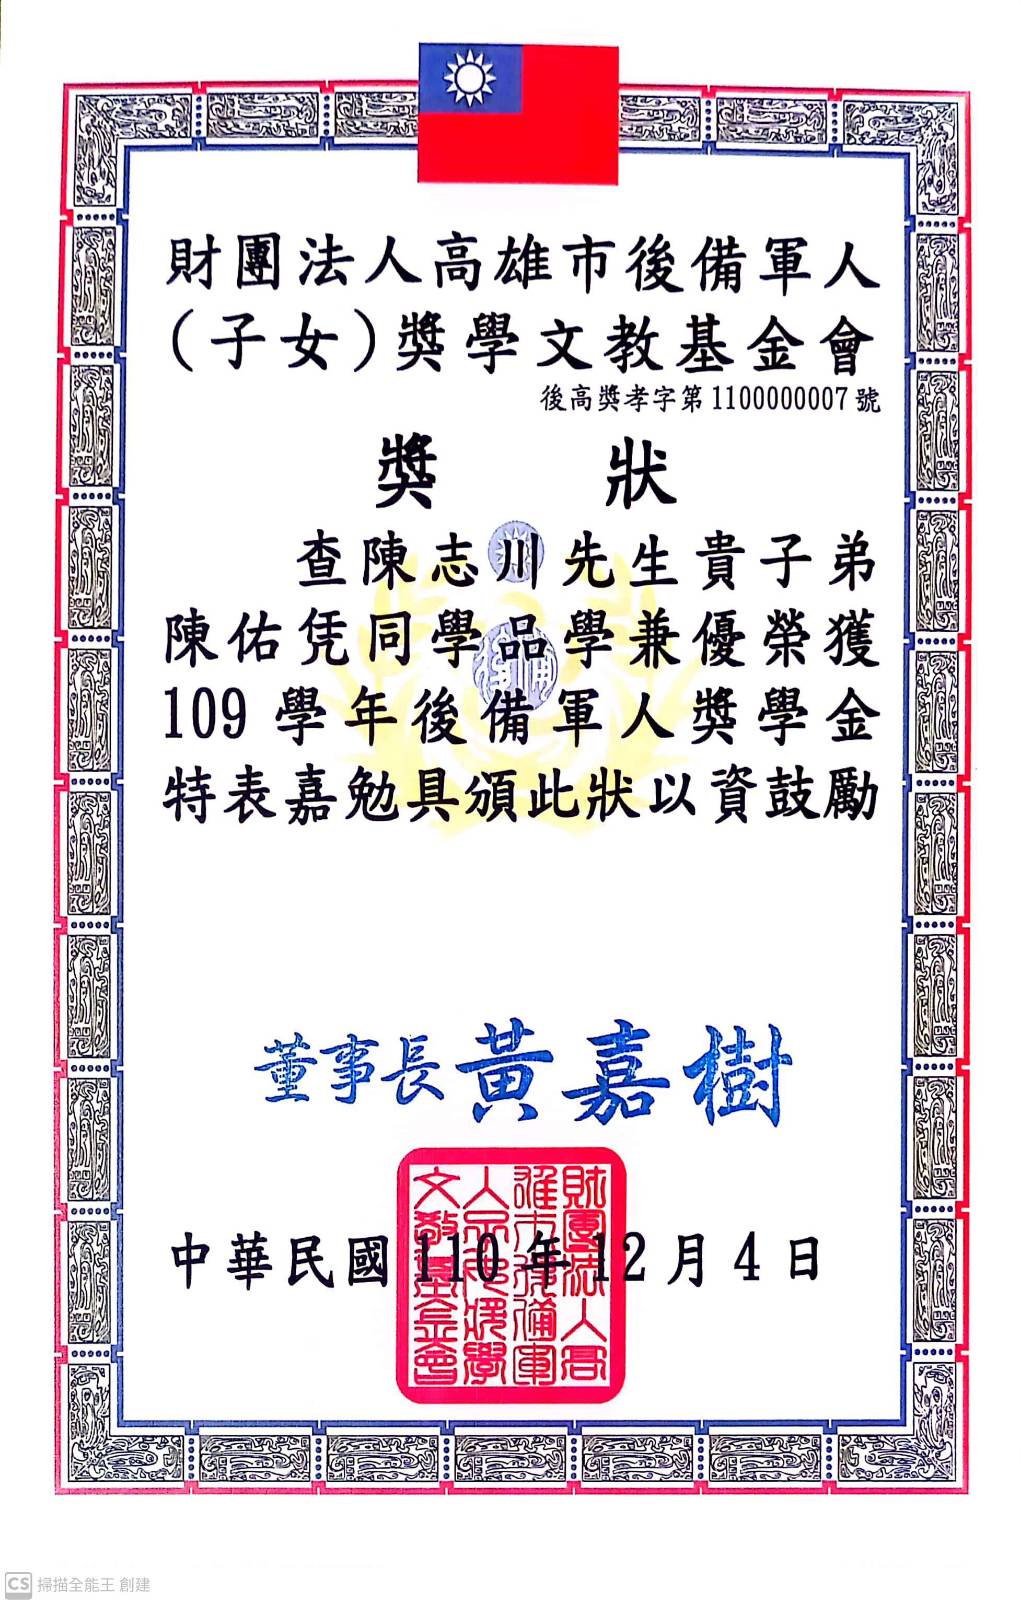 財團法人高雄市後備軍人
(子女)獎學文教基金會
後高獎孝字第1100000007號
獎狀
查陳志川先生貴子弟
陳佑凭同學品學兼優榮獲
109學年後備軍人獎學金
特表嘉勉具頒此狀以資鼓勵
後備
董事長 黃嘉樹
財團法人高
雄市後備軍
人子女獎學
文教基金會
中華民國110年12月4日
CS 掃描全能王 創建